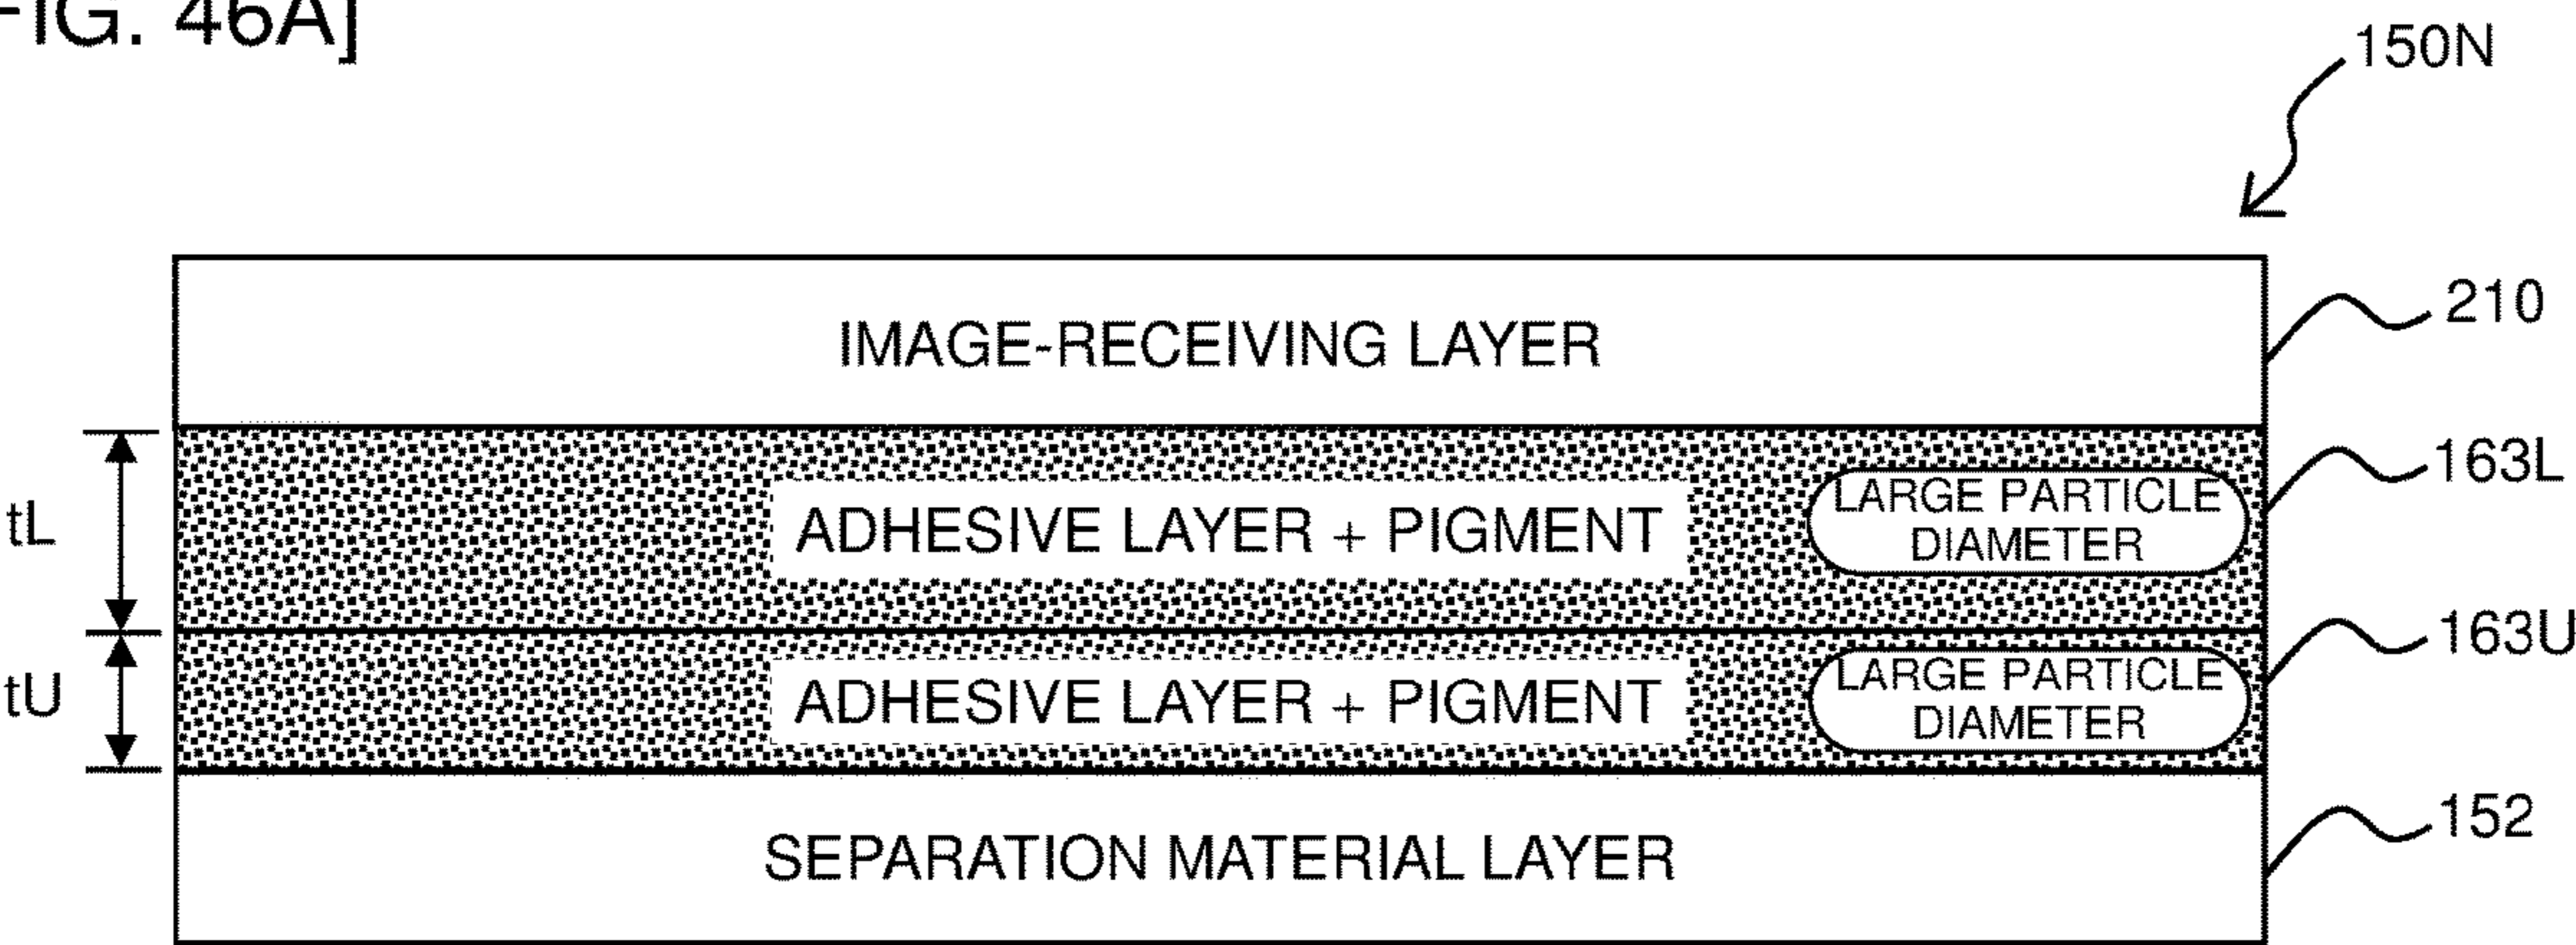 FIG. 46A]
150N
IMAGE-RECEIVING LAYER
210
tL
ADHESIVE LAYER + PIGMENT
LARGE PARTICLE
DIAMETER
163L
tU
ADHESIVE LAYER + PIGMENT
LARGE PARTICLE
DIAMETER
163U
SEPARATION MATERIAL LAYER
152